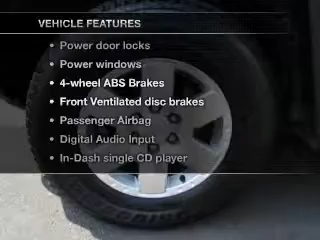 VEHICLE FEATURES
• Power door locks
• Power windows
• 4-wheel ABS Brakes
• Front Ventilated disc brakes
• Passenger Airbag
• Digital Audio Input
• In-Dash single CD player